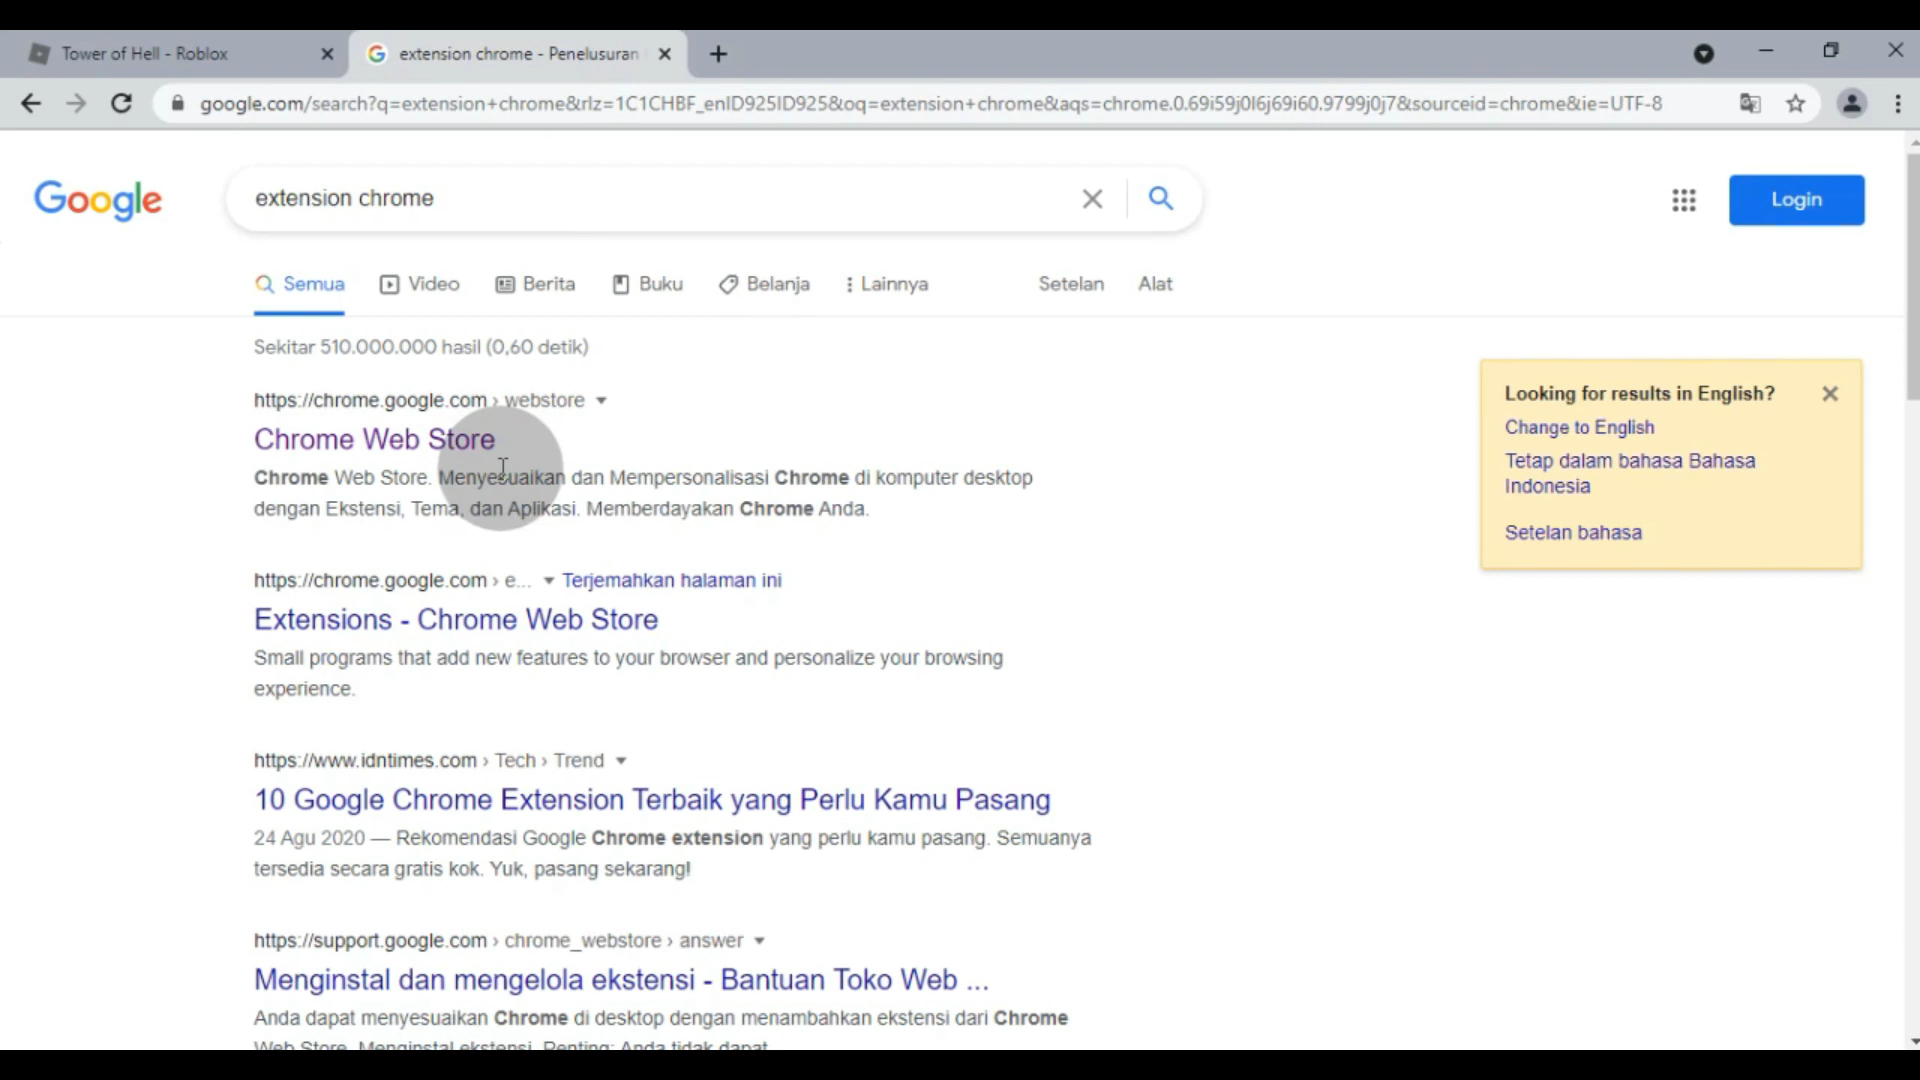 Tower of Hell - Roblox
extension chrome - Penelusuran
google.com/search?q=extension+chrome&rlz=1C1CHBF_enID925ID925&oq=extension+chrome&aqs=chrome.0.69i59j0l6j69i60.9799j0j7&sourceid=chrome&ie=UTF-8
Google
extension chrome
Login
Semua Video Berita Buku Belanja Lainnya Setelan Alat
Sekitar 510.000.000 hasil (0,60 detik)
https://chrome.google.com › webstore
Chrome Web Store
Chrome Web Store. Menyesuaikan dan Mempersonalisasi Chrome di komputer desktop
dengan Ekstensi, Tema, dan Aplikasi. Memberdayakan Chrome Anda.
https://chrome.google.com › e... Terjemahkan halaman ini
Extensions - Chrome Web Store
Small programs that add new features to your browser and personalize your browsing
experience.
https://www.idntimes.com › Tech › Trend
10 Google Chrome Extension Terbaik yang Perlu Kamu Pasang
24 Agu 2020 — Rekomendasi Google Chrome extension yang perlu kamu pasang. Semuanya
tersedia secara gratis kok. Yuk, pasang sekarang!
https://support.google.com › chrome_webstore › answer
Menginstal dan mengelola ekstensi - Bantuan Toko Web ...
Anda dapat menyesuaikan Chrome di desktop dengan menambahkan ekstensi dari Chrome
Web Store. Menginstal ekstensi. Penting: Anda tidak dapat
Looking for results in English?
Change to English
Tetap dalam bahasa Bahasa
Indonesia
Setelan bahasa